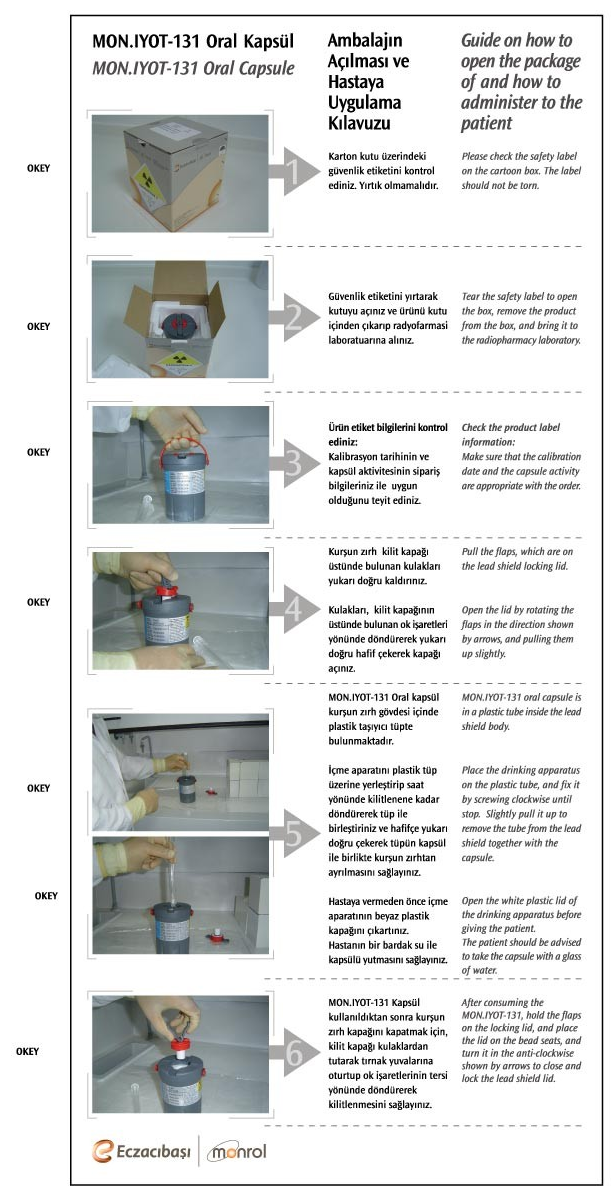 MON.IYOT-131 Oral Kapsül
MON.IYOT-131 Oral Capsule
Ambalajın
Açılması ve
Hastaya
Uygulama
Kılavuzu
Guide on how to
open the package
of and how to
administer to the
patient
OKEY
1
Karton kutu üzerindeki
güvenlik etiketini kontrol
ediniz. Yırtık olmamalıdır.
Please check the safety label
on the cartoon box. The label
should not be torn.
OKEY
2
Güvenlik etiketini yırtarak
kutuyu açınız ve ürünü kutu
içinden çıkarıp radyofarmasi
laboratuarına alınız.
Tear the safety label to open
the box, remove the product
from the box, and bring it to
the radiopharmacy laboratory.
OKEY
3
Ürün etiket bilgilerini kontrol
ediniz:
Kalibrasyon tarihinin ve
kapsül aktivitesinin sipariş
bilgileriniz ile uygun
olduğunu teyit ediniz.
Check the product label
information:
Make sure that the calibration
date and the capsule activity
are appropriate with the order.
OKEY
4
Kurşun zırh kilit kapağı
üstünde bulunan kulakları
yukarı doğru kaldırınız.
Pull the flaps, which are on
the lead shield locking lid.
Kulakları, kilit kapağının
üstünde bulunan ok işaretleri
yönünde döndürerek yukarı
doğru hafif çekerek kapağı
açınız.
Open the lid by rotating the
flaps in the direction shown
by arrows, and pulling them
up slightly.
OKEY
OKEY
5
MON.IYOT-131 Oral kapsül
kurşun zırh gövdesi içinde
plastik taşıyıcı tüpte
bulunmaktadır.
MON.IYOT-131 oral capsule is
in a plastic tube inside the lead
shield body.
İçme aparatını plastik tüp
üzerine yerleştirip saat
yönünde kilitlenene kadar
döndürerek tüp ile
birleştiriniz ve hafifçe yukarı
doğru çekerek tüpün kapsül
ile birlikte kurşun zırhtan
ayrılmasını sağlayınız.
Place the drinking apparatus
on the plastic tube, and fix it
by screwing clockwise until
stop. Slightly pull it up to
remove the tube from the lead
shield together with the
capsule.
Hastaya vermeden önce içme
aparatının beyaz plastik
kapağını çıkartınız.
Hastanın bir bardak su ile
kapsülü yutmasını sağlayınız.
Open the white plastic lid of
the drinking apparatus before
giving the patient.
The patient should be advised
to take the capsule with a glass
of water.
OKEY
6
MON.IYOT-131 Kapsül
kullanıldıktan sonra kurşun
zırh kapağını kapatmak için,
kilit kapağı kulaklardan
tutarak tırnak yuvalarına
oturtup ok işaretlerinin tersi
yönünde döndürerek
kilitlenmesini sağlayınız.
After consuming the
MON.IYOT-131, hold the flaps
on the locking lid, and place
the lid on the bead seats, and
turn it in the anti-clockwise
shown by arrows to close and
lock the lead shield lid.
Eczacıbaşı
monrol